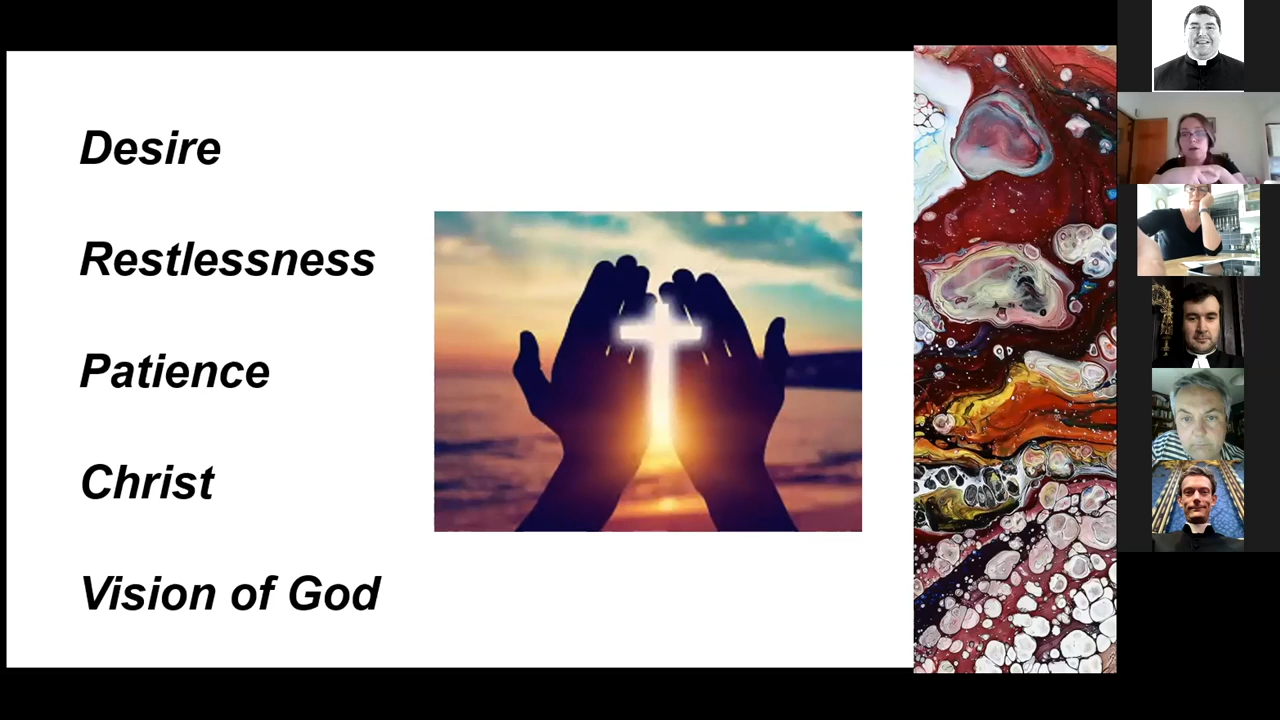 Desire
Restlessness
Patience
Christ
Vision of God